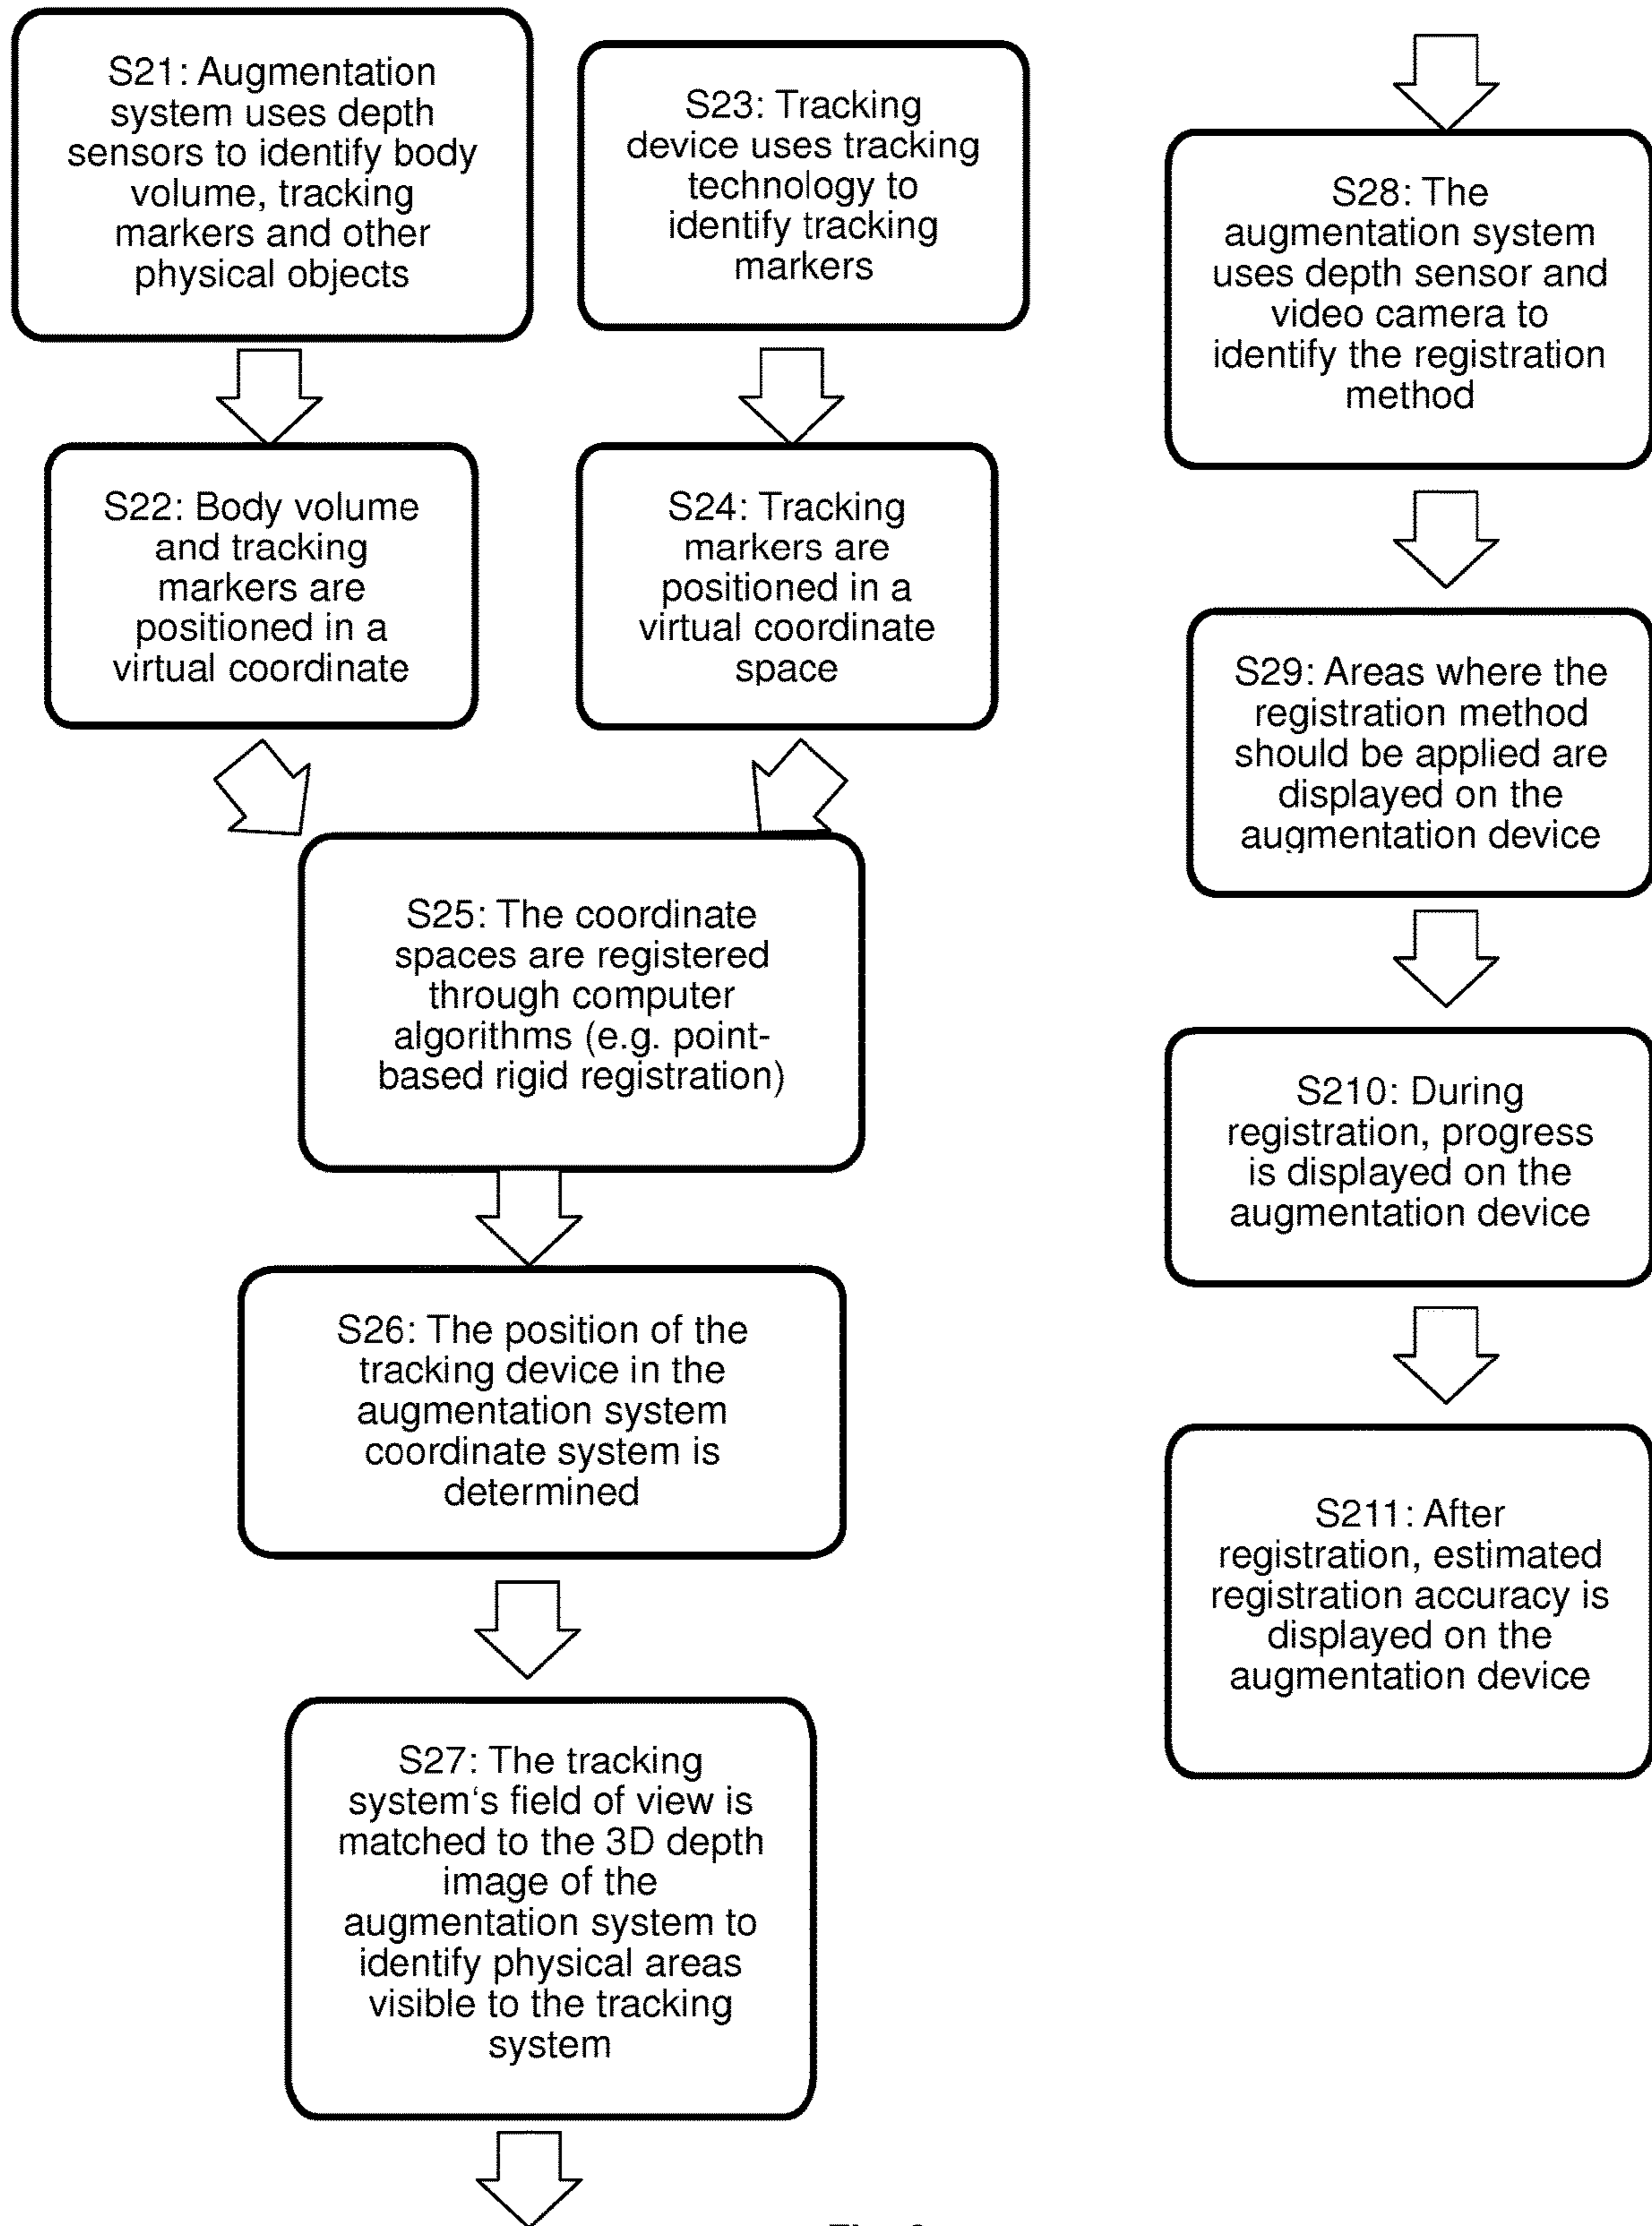 S21: Augmentation
system uses depth
sensors to identify body
volume, tracking
markers and other
physical objects
S23: Tracking
device uses tracking
technology to
identify tracking
markers
S22: Body volume
and tracking
markers are
positioned in a
virtual coordinate
S24: Tracking
markers are
positioned in a
virtual coordinate
space
S25: The coordinate
spaces are registered
through computer
algorithms (e.g. point-
based rigid registration)
S26: The position of the
tracking device in the
augmentation system
coordinate system is
determined
S27: The tracking
system‘s field of view is
matched to the 3D depth
image of the
augmentation system to
identify physical areas
visible to the tracking
system
S28: The
augmentation system
uses depth sensor and
video camera to
identify the registration
method
S29: Areas where the
registration method
should be applied are
displayed on the
augmentation device
S210: During
registration, progress
is displayed on the
augmentation device
S211: After
registration, estimated
registration accuracy is
displayed on the
augmentation device